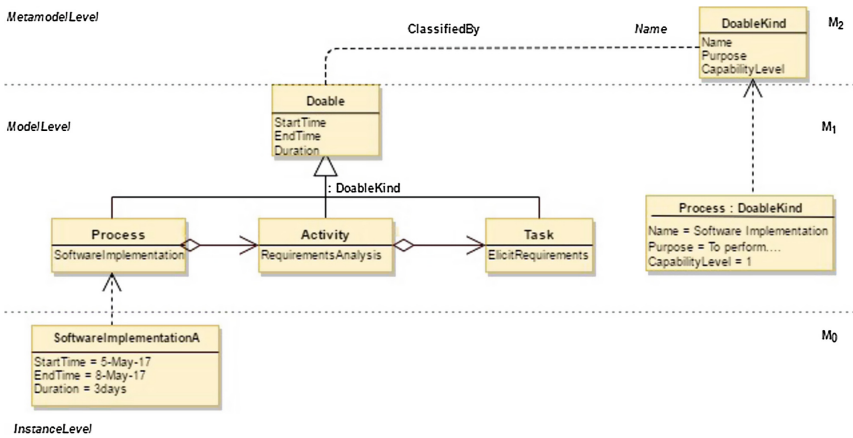 MetamodelLevel
ClassifiedBy
Name
DoableKind
Name
Purpose
CapabilityLevel
M2
Doable
StartTime
EndTime
Duration
ModelLevel
M1
: DoableKind
Process
SoftwareImplementation
Activity
RequirementsAnalysis
Task
ElicitRequirements
Process : DoableKind
Name = Software Implementation
Purpose = To perform....
CapabilityLevel = 1
SoftwareImplementationA
StartTime = 5-May-17
EndTime = 8-May-17
Duration = 3days
M0
InstanceLevel